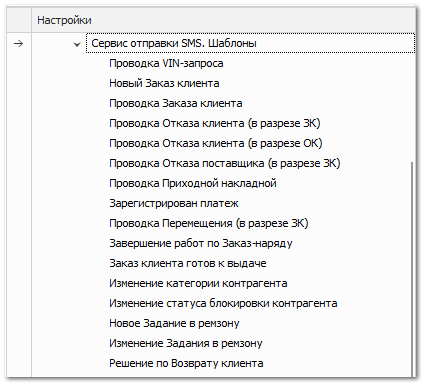 Настройки
Сервис отправки SMS. Шаблоны
Проводка VIN-запроса
Новый Заказ клиента
Проводка Заказа клиента
Проводка Отказа клиента (в разрезе ЗК)
Проводка Отказа клиента (в разрезе ОК)
Проводка Отказа поставщика (в разрезе ЗК)
Проводка Приходной накладной
Зарегистрирован платеж
Проводка Перемещения (в разрезе ЗК)
Завершение работ по Заказ-наряду
Заказ клиента готов к выдаче
Изменение категории контрагента
Изменение статуса блокировки контрагента
Новое Задание в ремзону
Изменение Задания в ремзону
Решение по Возврату клиента